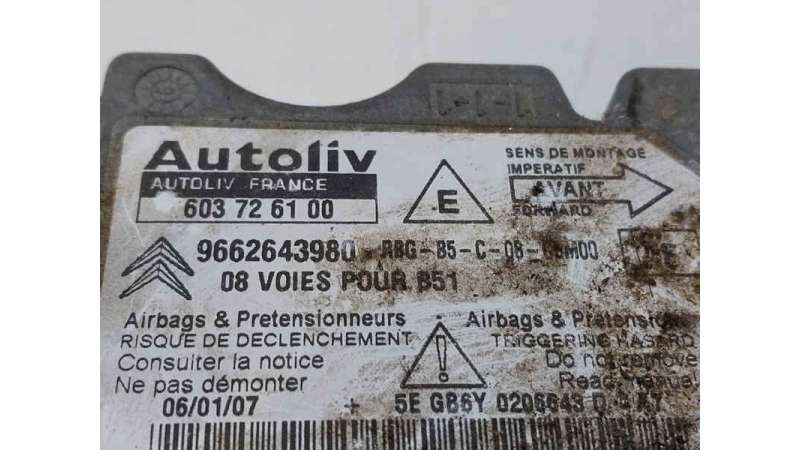 Autoliv
AUTOLIV FRANCE
603 72 61 00
E
SENS DE MONTAGE
IMPERATIF
AVANT
FORWARD
9662643980
08 VOIES POUR B51
Airbags & Pretensionneurs
RISQUE DE DECLENCHEMENT
Consulter la notice
Ne pas démonter
Airbags & Pretension
TRIGGERING HASARD
Do not remove
Read manual
06/01/07 + 5E GB6Y